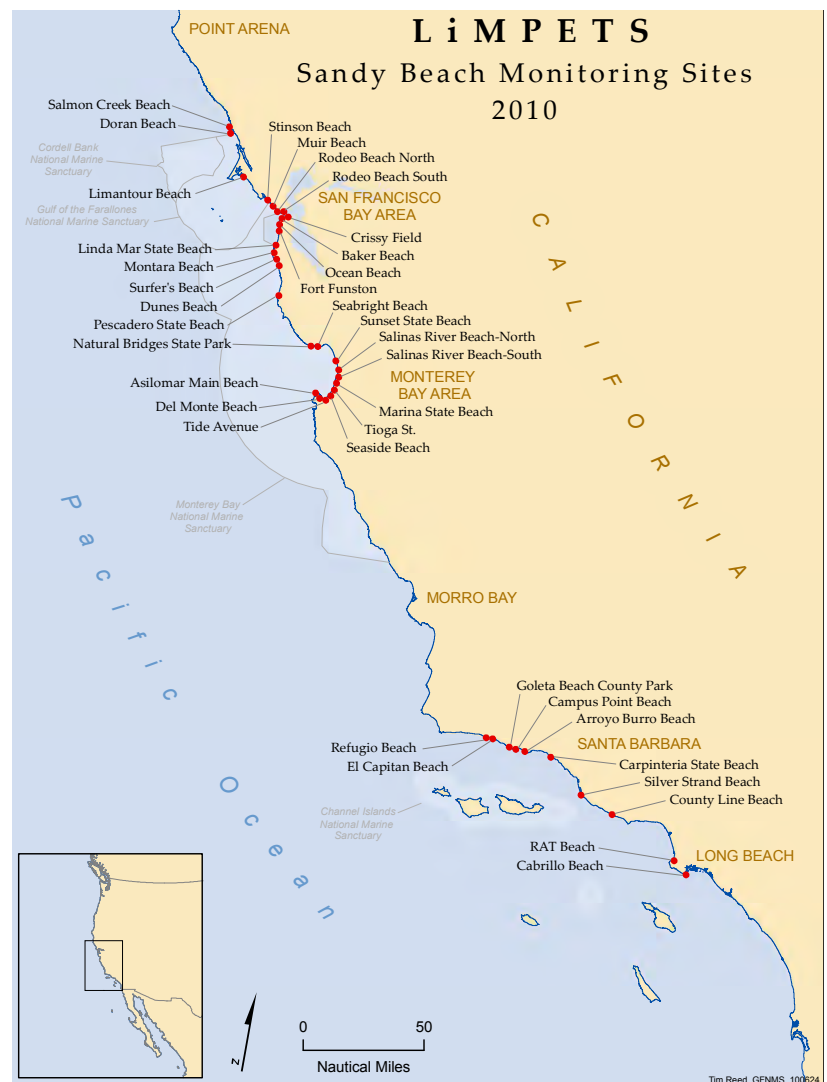 LiMPETS
Sandy Beach Monitoring Sites
2010
POINT ARENA
Salmon Creek Beach
Doran Beach
Cordell Bank
National Marine
Sanctuary
Limantour Beach
Gulf of the Farallones
National Marine Sanctuary
Stinson Beach
Muir Beach
Rodeo Beach North
Rodeo Beach South
SAN FRANCISCO
BAY AREA
Crissy Field
Baker Beach
Ocean Beach
Fort Funston
Linda Mar State Beach
Montara Beach
Surfer's Beach
Dunes Beach
Pescadero State Beach
Natural Bridges State Park
Seabright Beach
Sunset State Beach
Salinas River Beach-North
Salinas River Beach-South
MONTEREY
BAY AREA
Asilomar Main Beach
Del Monte Beach
Tide Avenue
Marina State Beach
Tioga St.
Seaside Beach
Monterey Bay
National Marine
Sanctuary
CALIFORNIA
Pacific Ocean
MORRO BAY
Goleta Beach County Park
Campus Point Beach
Arroyo Burro Beach
SANTA BARBARA
Refugio Beach
El Capitan Beach
Carpinteria State Beach
Silver Strand Beach
County Line Beach
Channel Islands
National Marine
Sanctuary
RAT Beach
Cabrillo Beach
LONG BEACH
N
0 50
Nautical Miles
Tim Reed, GFNMS, 100624